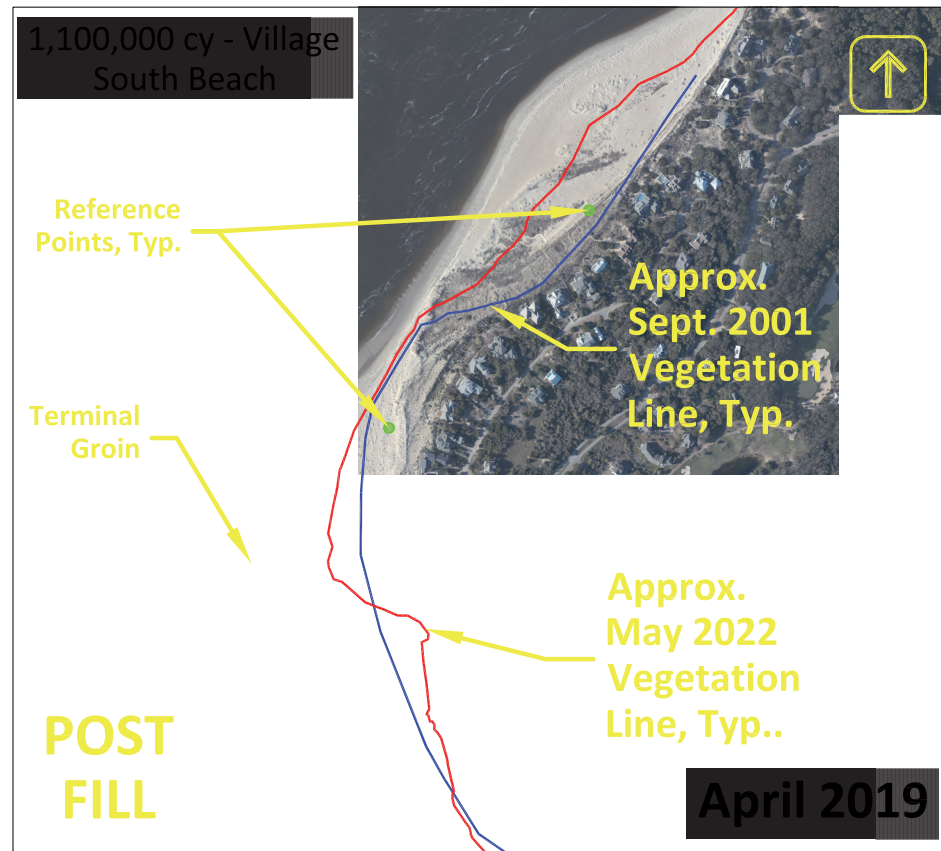 1,100,000 cy - Village
South Beach
Reference
Points, Typ.
Approx.
Sept. 2001
Vegetation
Line, Typ.
Terminal
Groin
Approx.
May 2022
Vegetation
Line, Typ..
POST
FILL
April 2019